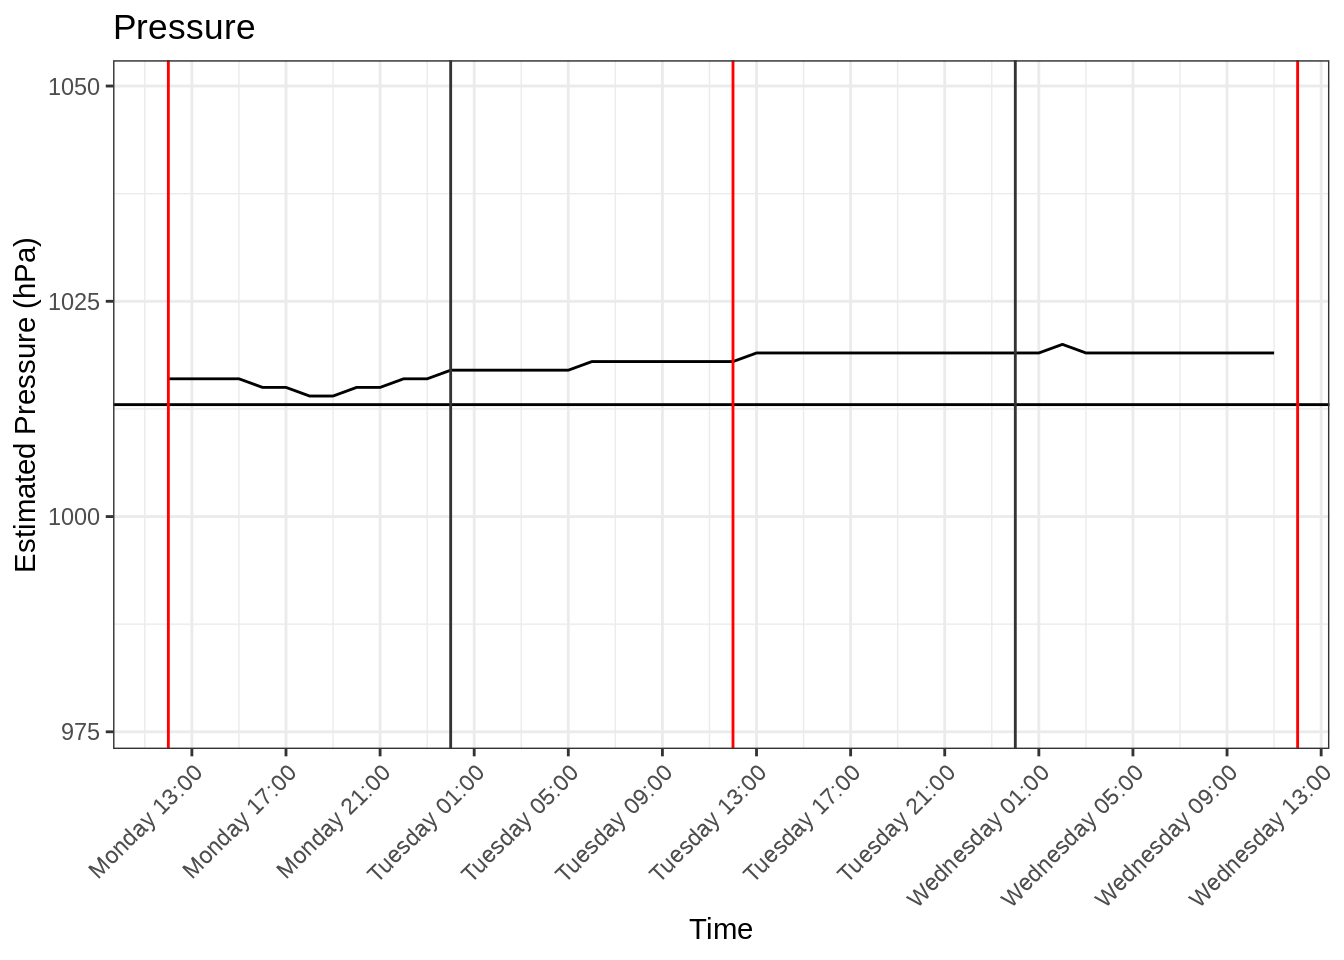 Pressure
Estimated Pressure (hPa)
1050
1025
1000
975
Monday 13:00
Monday 17:00
Monday 21:00
Tuesday 01:00
Tuesday 05:00
Tuesday 09:00
Tuesday 13:00
Tuesday 17:00
Tuesday 21:00
Wednesday 01:00
Wednesday 05:00
Wednesday 09:00
Wednesday 13:00
Time